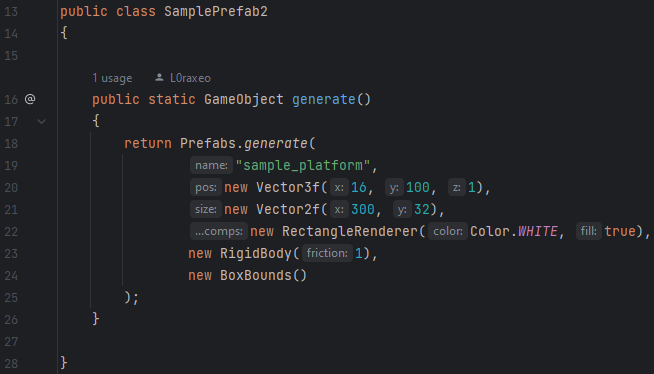 13 public class SamplePrefab2
14 {
15
1 usage L0raxeo
16 @ public static GameObject generate()
17 {
18 return Prefabs.generate(
19 name: "sample_platform",
20 pos: new Vector3f( x: 16, y: 100, z: 1),
21 size: new Vector2f( x: 300, y: 32),
22 ...comps: new RectangleRenderer( color: Color.WHITE, fill: true),
23 new RigidBody( friction: 1),
24 new BoxBounds()
25 );
26 }
27
28 }